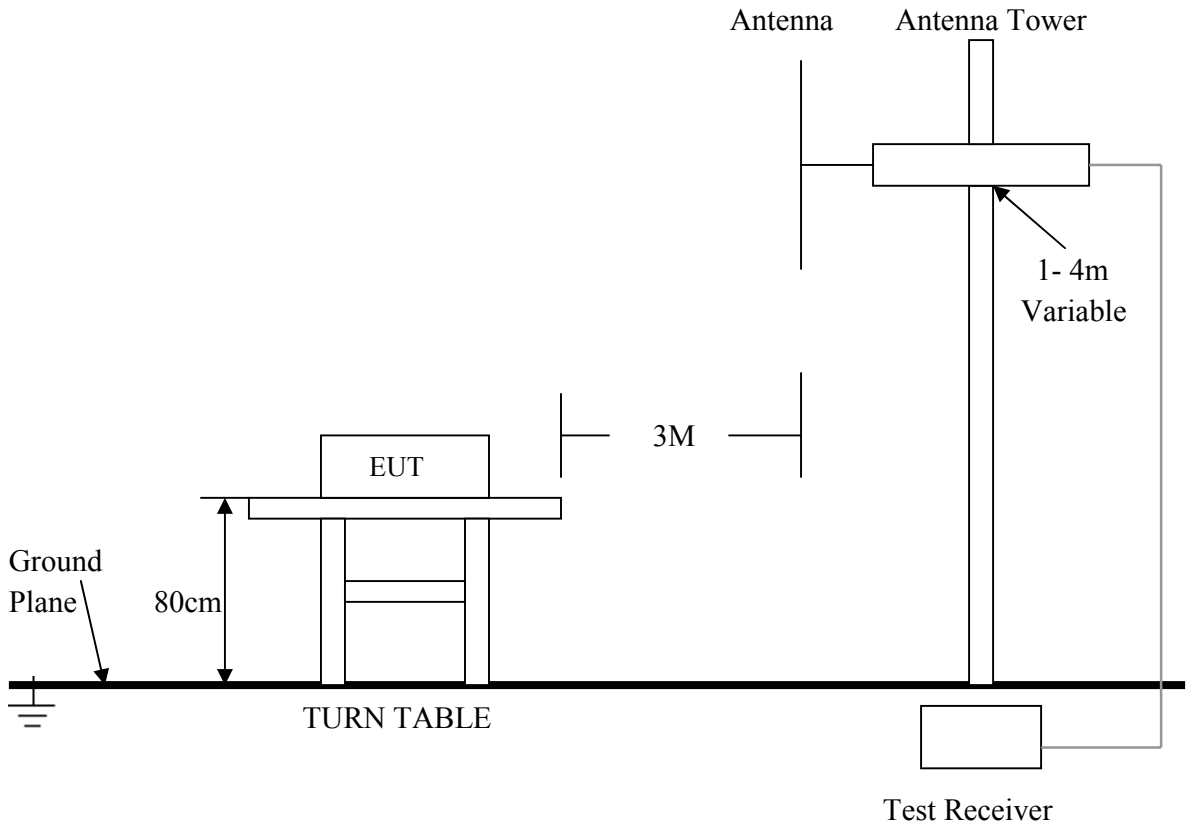 Antenna
Antenna Tower
1- 4m
Variable
3M
EUT
Ground
Plane
80cm
TURN TABLE
Test Receiver